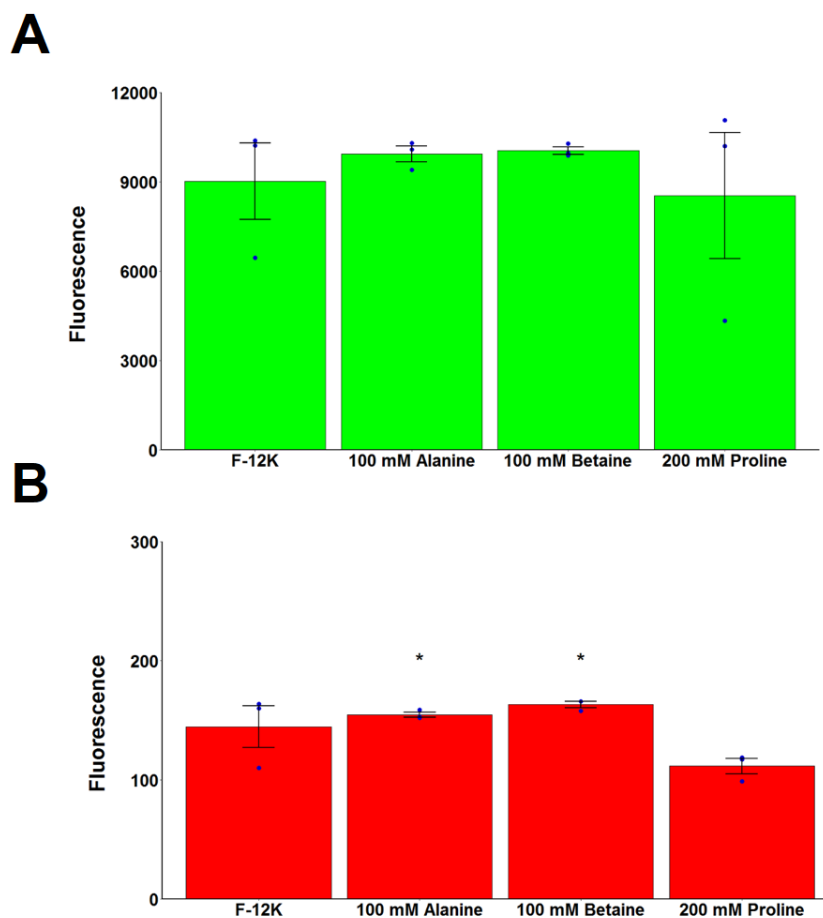 A
12000
9000
6000
3000
0
Fluorescence
F-12K 100 mM Alanine 100 mM Betaine 200 mM Proline
B
300
200
100
0
Fluorescence
* *
F-12K 100 mM Alanine 100 mM Betaine 200 mM Proline